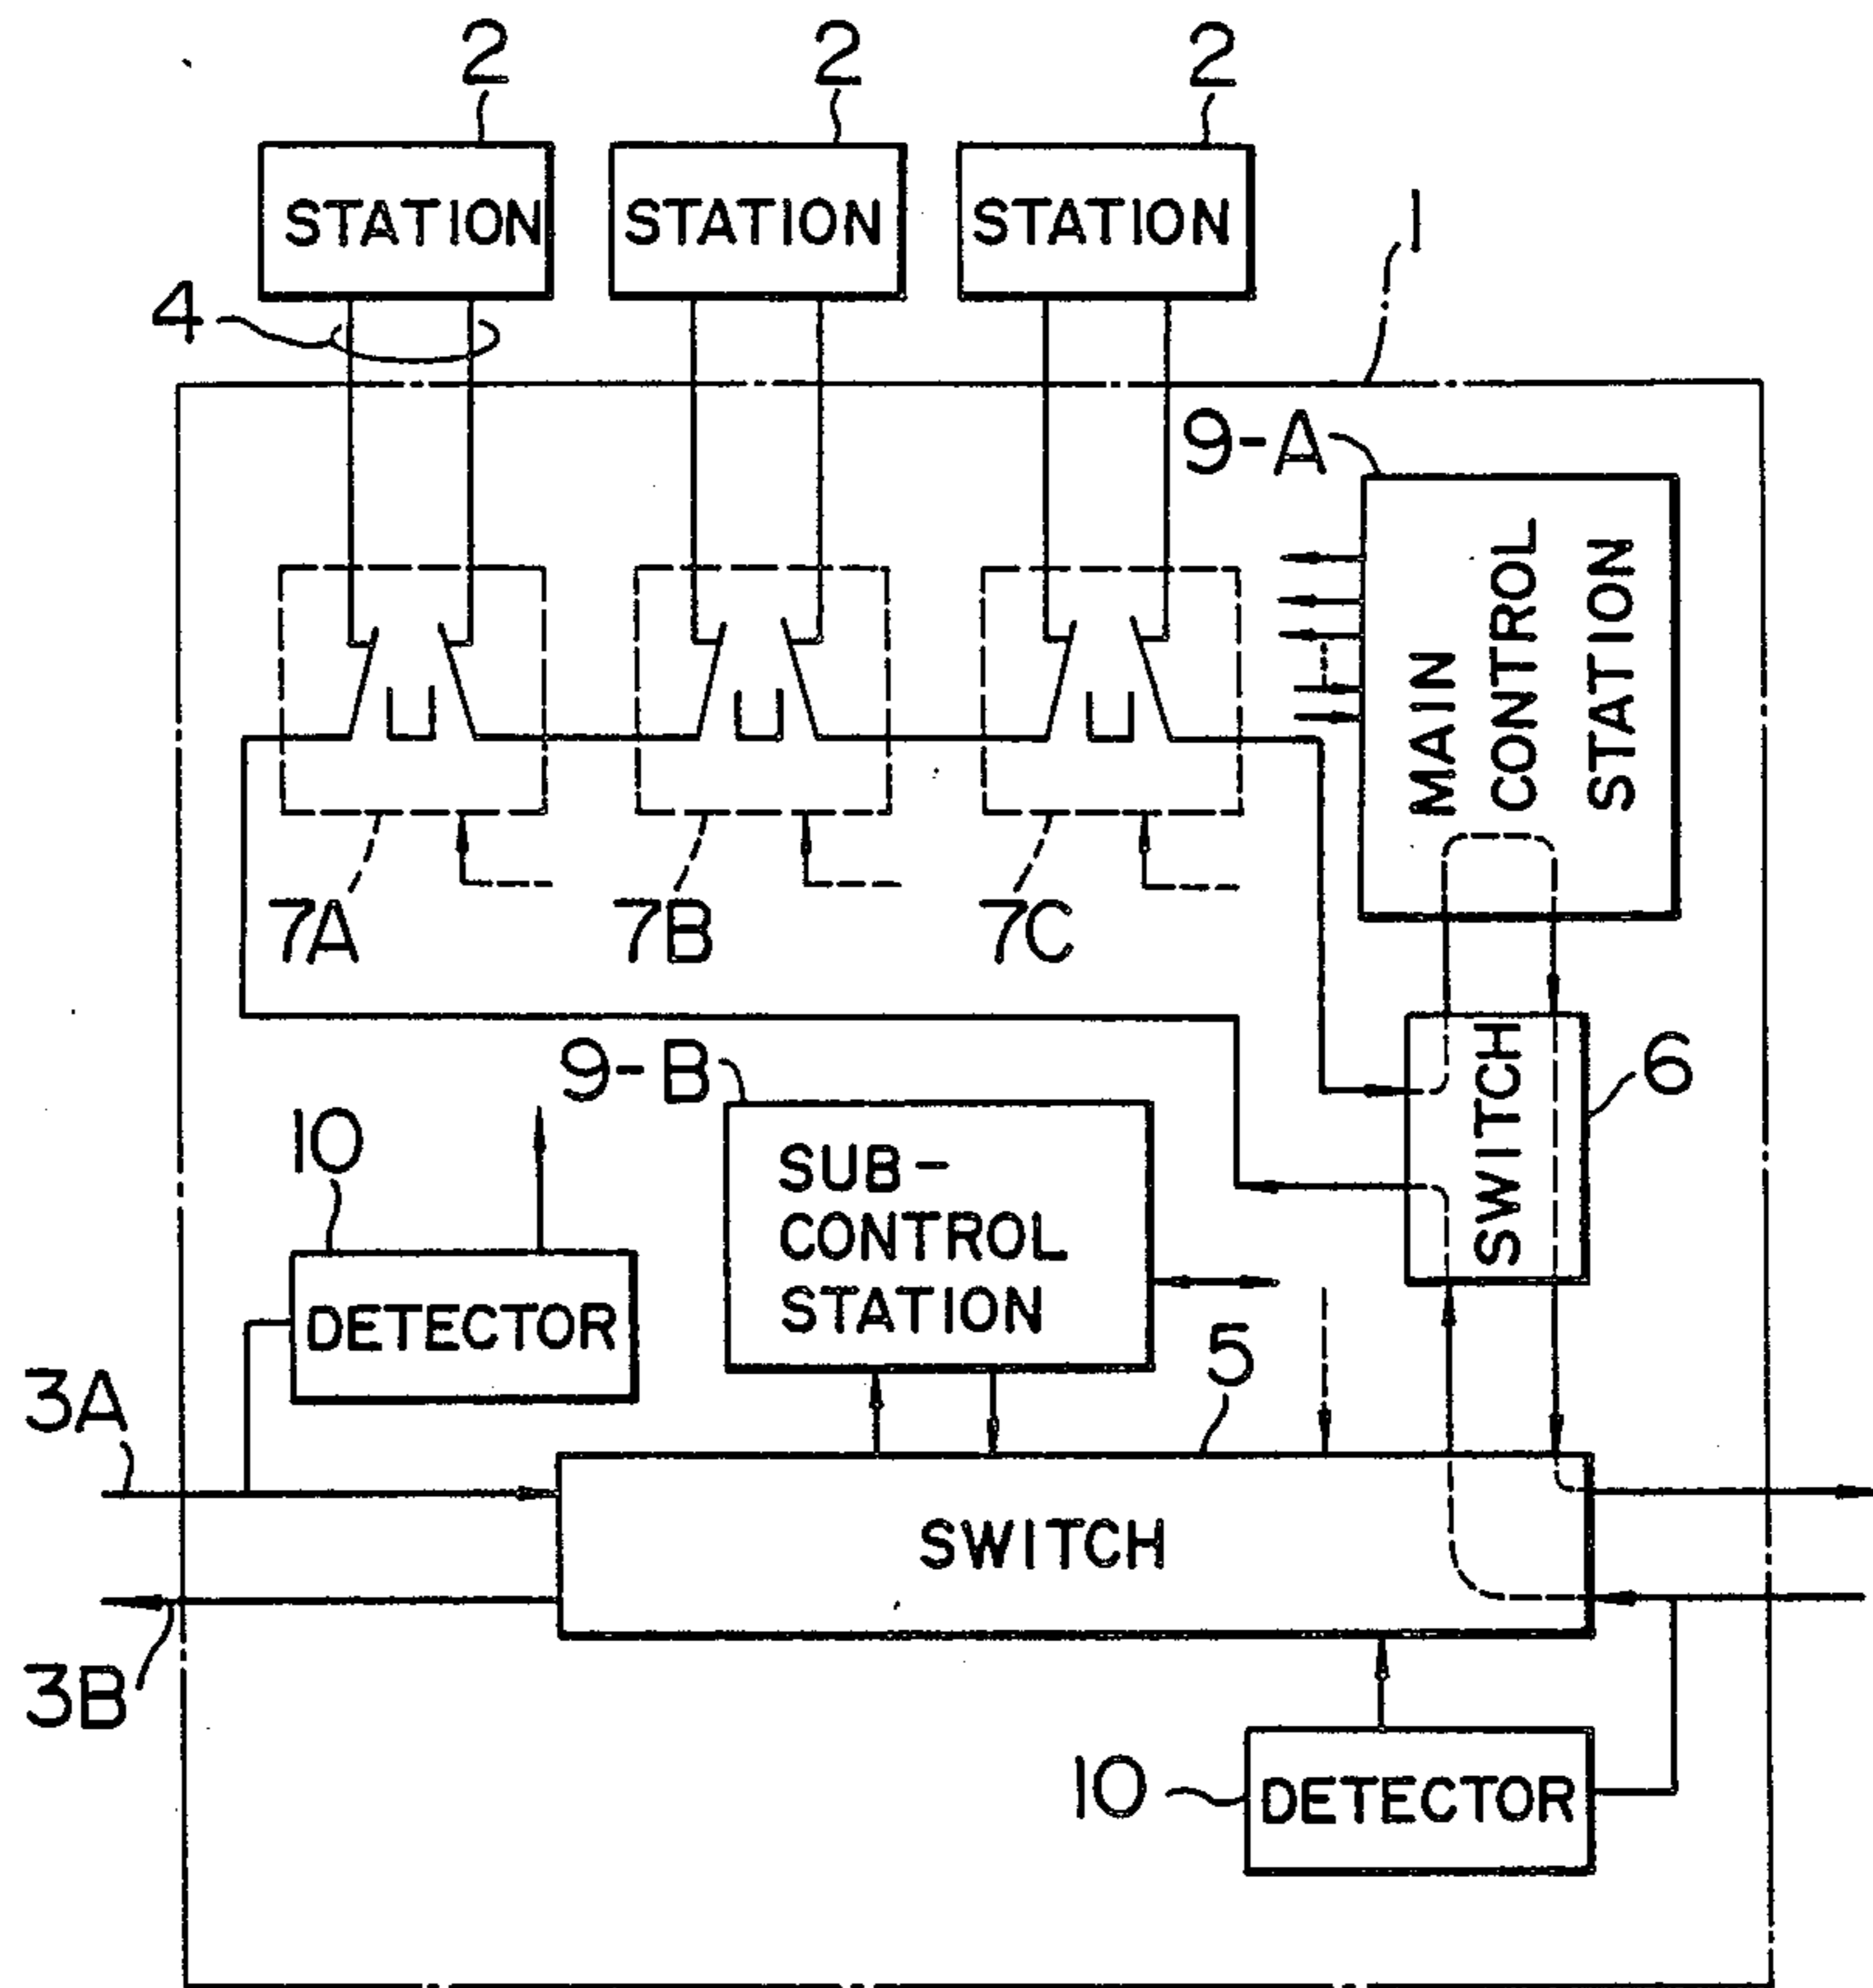 2 2 2
STATION STATION STATION
1
4
9-A
MAIN
CONTROL
STATION
7A 7B 7C
9-B
6
SWITCH
10
SUB-
CONTROL
STATION
DETECTOR
5
3A
SWITCH
3B
10
DETECTOR